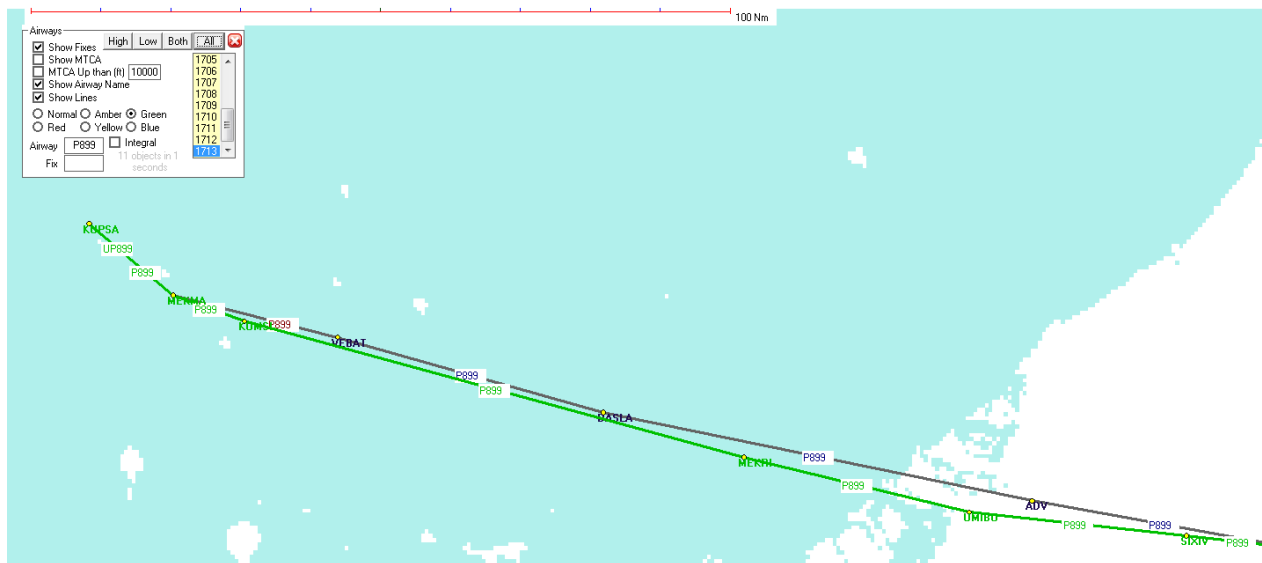 100 Nm
Airways
High Low Both All
Show Fixes
Show MTCA
MTCA Up than (ft) 10000
Show Airway Name
Show Lines
Normal Amber Green
Red Yellow Blue
Airway P899 Integral
Fix
11 objects in 1
seconds
1705
1706
1707
1708
1709
1710
1711
1712
1713
KUPSA
UP899
P899
P899
P899
VEBAT
P899
P899
DASLA
P899
P899
ADV
UMIBU
P899
P899
SIXIV
P899